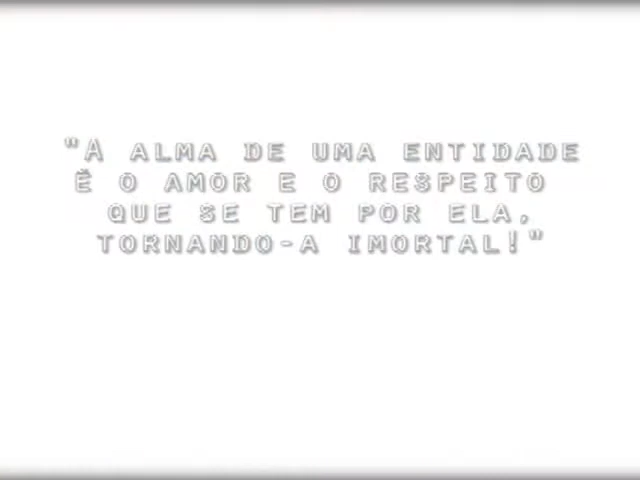 "A ALMA DE UMA ENTIDADE
É O AMOR E O RESPEITO
QUE SE TEM POR ELA,
TORNANDO-A IMORTAL!"